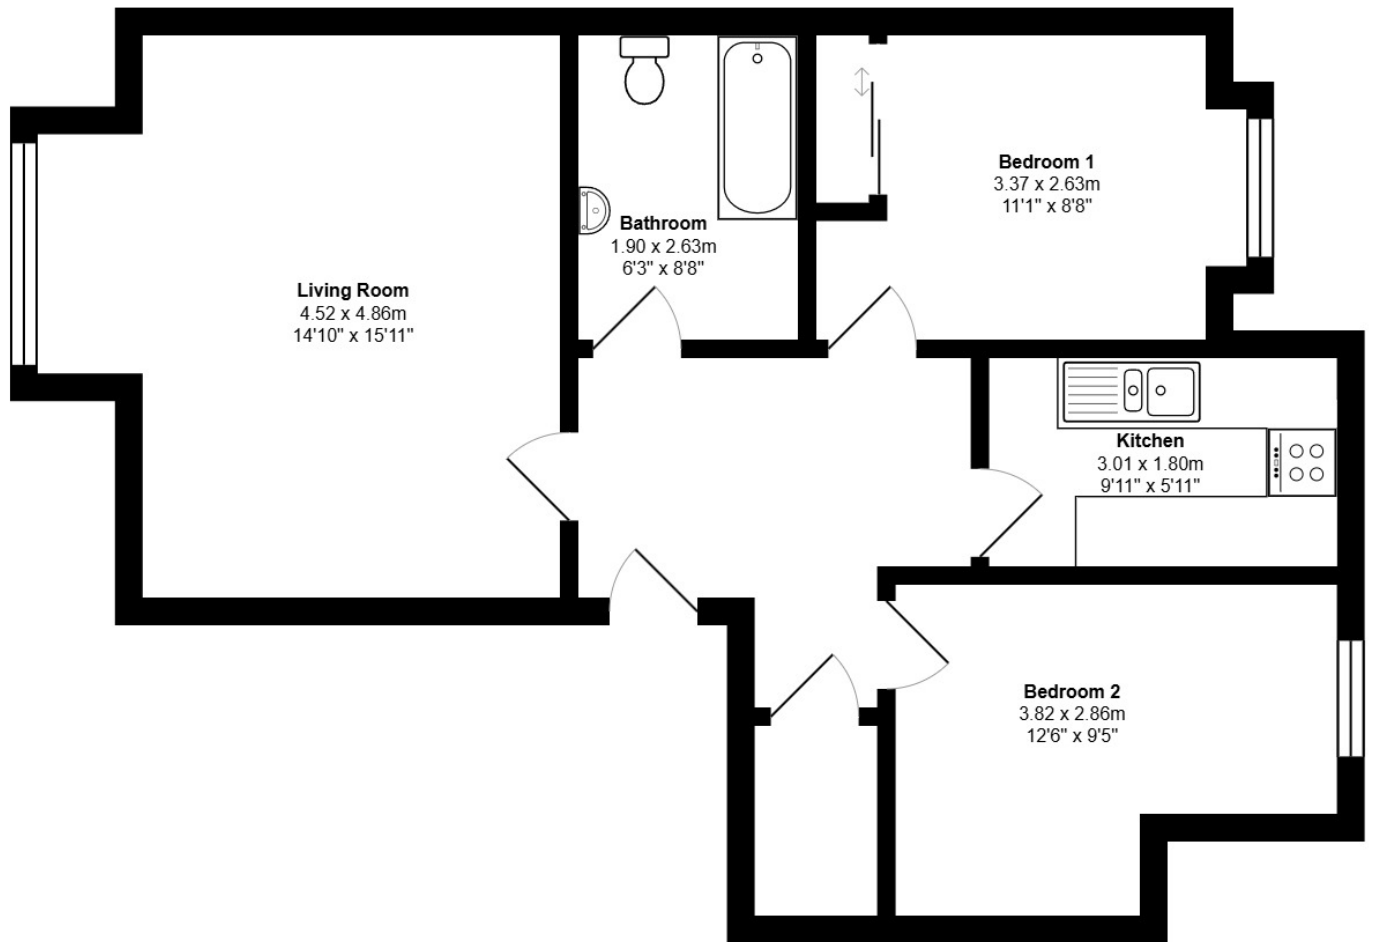 Bedroom 1
3.37 x 2.63m
11'1" x 8'8"
Bathroom
1.90 x 2.63m
6'3" x 8'8"
Living Room
4.52 x 4.86m
14'10" x 15'11"
Kitchen
3.01 x 1.80m
9'11" x 5'11"
Bedroom 2
3.82 x 2.86m
12'6" x 9'5"